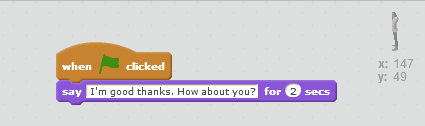 when clicked
say I'm good thanks. How about you? for 2 secs
x: 147
y: 49